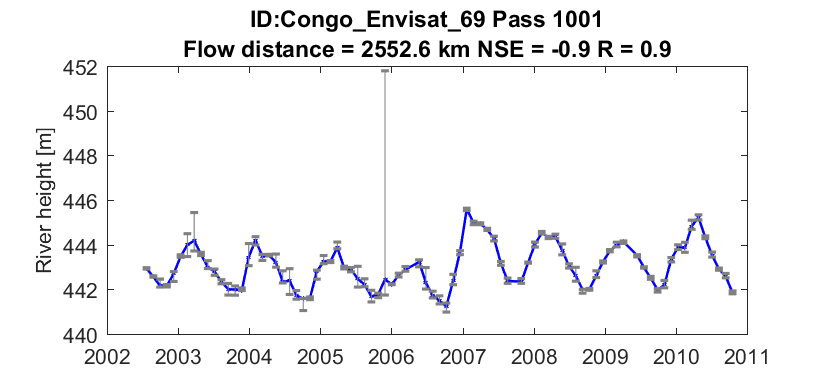 ID:Congo_Envisat_69 Pass 1001
Flow distance = 2552.6 km NSE = -0.9 R = 0.9
River height [m]
452
450
448
446
444
442
440
2002 2003 2004 2005 2006 2007 2008 2009 2010 2011